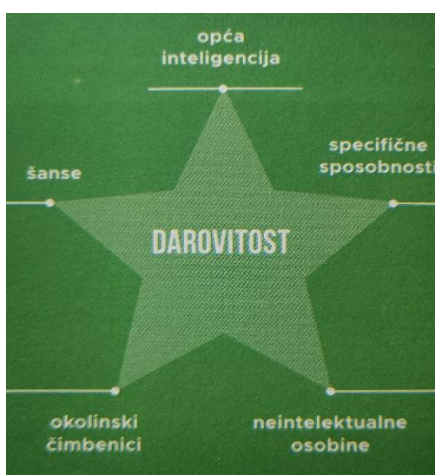 opća
inteligencija
specifične
sposobnosti
šanse
DAROVITOST
okolinski
čimbenici
neintelektualne
osobine